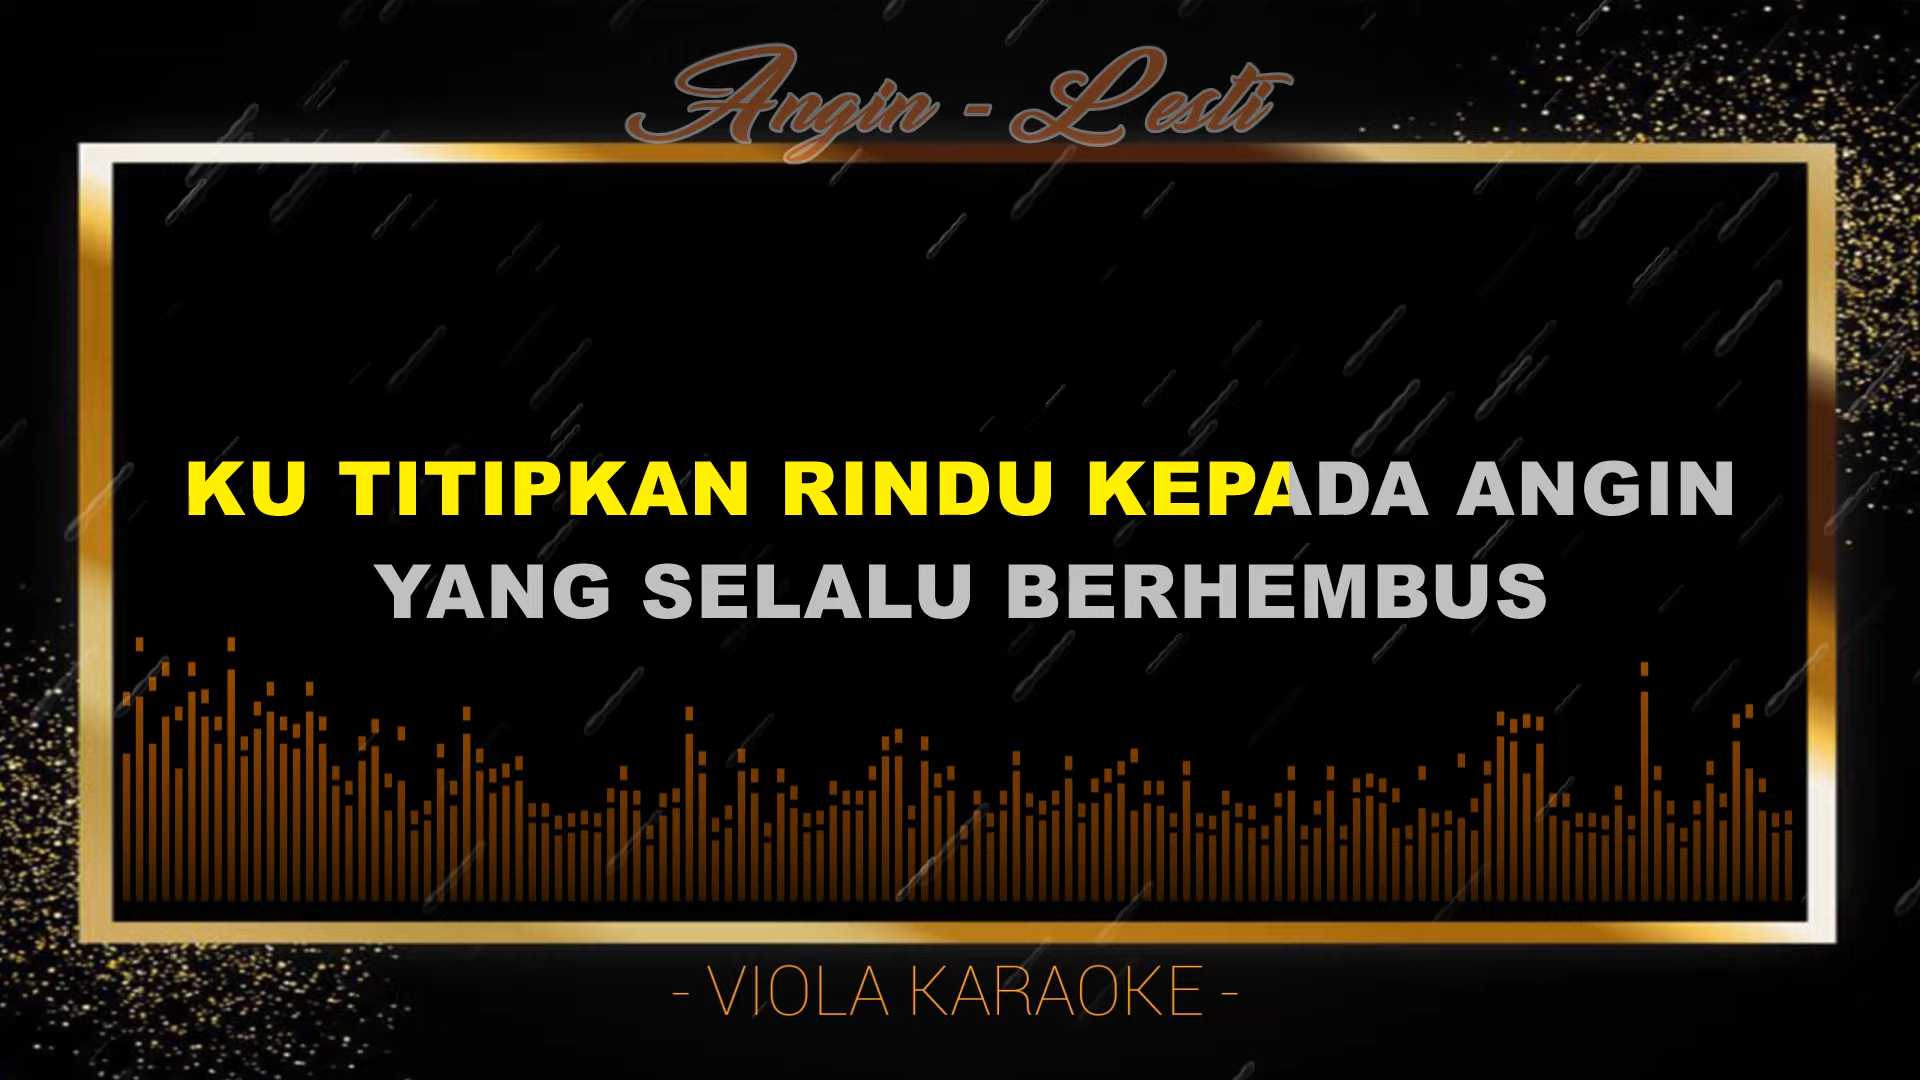 Angin - Lesti
KU TITIPKAN RINDU KEPADA ANGIN
YANG SELALU BERHEMBUS
- VIOLA KARAOKE -